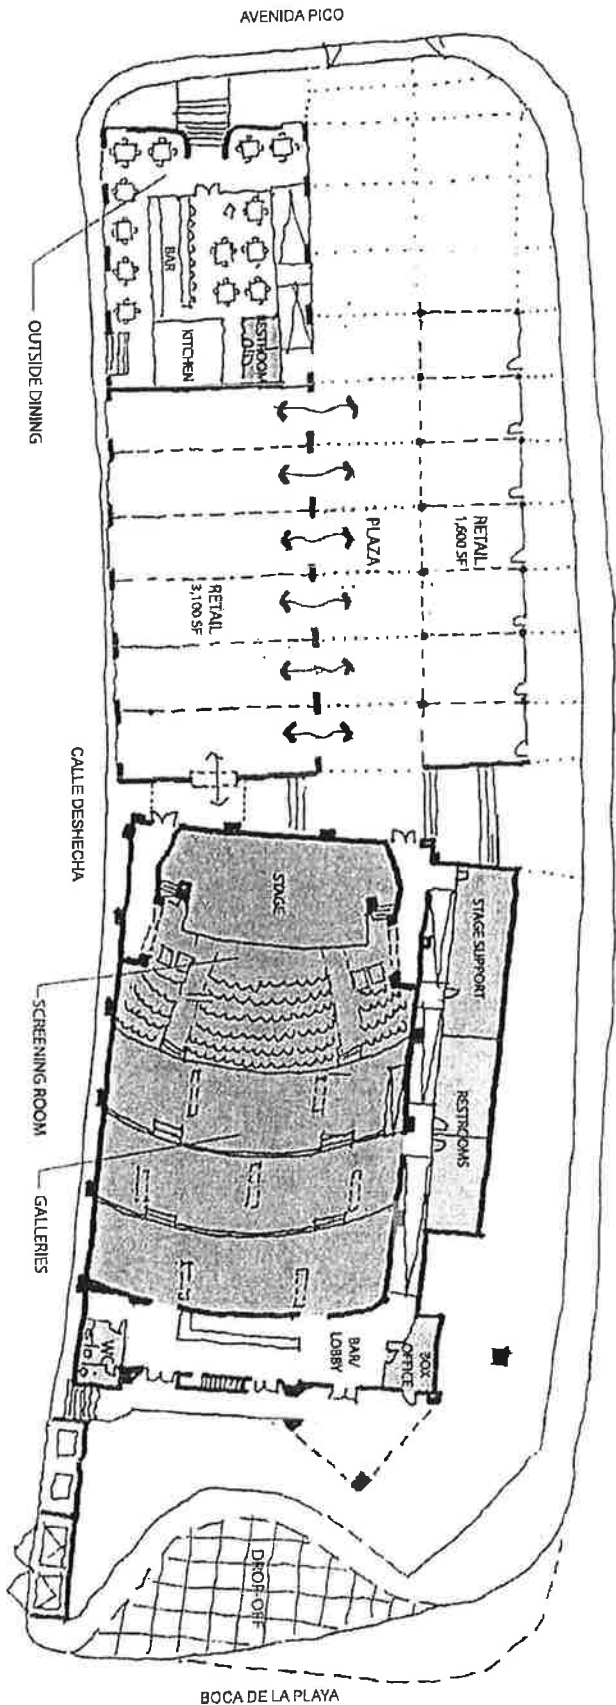 AVENIDA PICO
OUTSIDE DINING
BAR
KITCHEN
RESTROOM
RETAIL
1,600 SF
PLAZA
RETAIL
3,100 SF
CALLE DESHECHA
STAGE
STAGE SUPPORT
SCREENING ROOM
RESTROOMS
GALLERIES
BAR/
LOBBY
BOX
OFFICE
WC
DROP-OFF
BOCA DE LA PLAYA